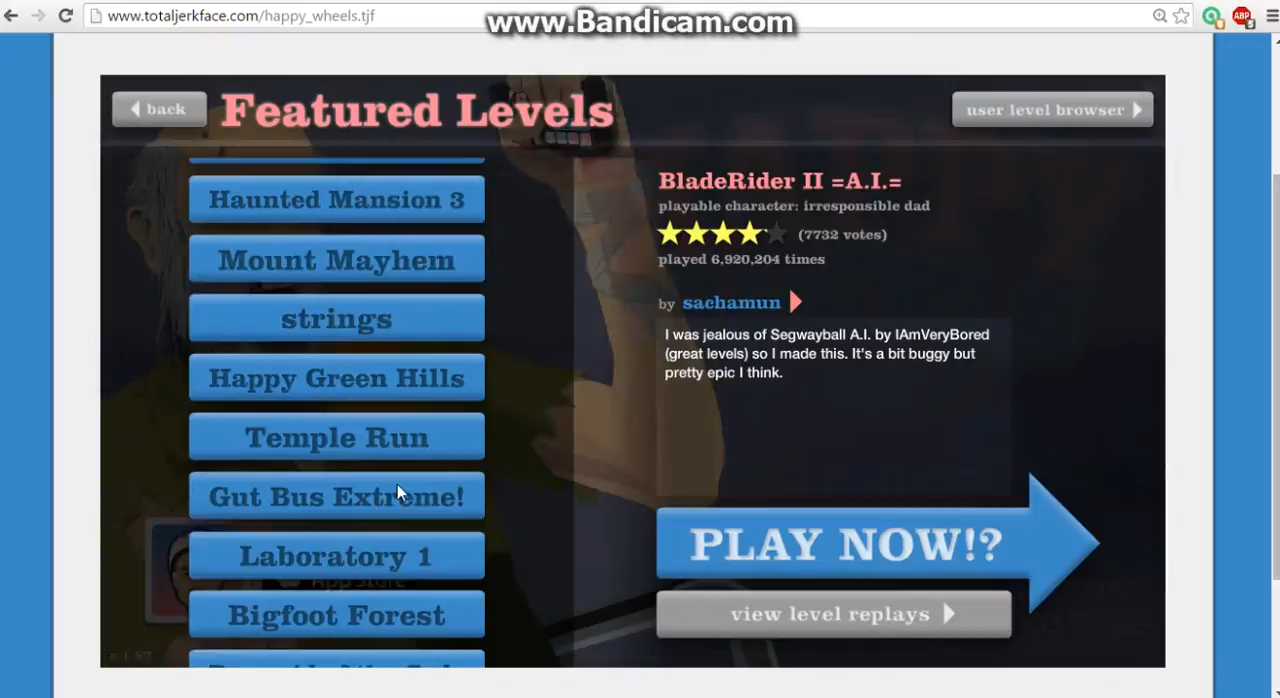 www.totaljerkface.com/happy_wheels.tjf
www.Bandicam.com
ABP
back
Featured Levels
user level browser
Haunted Mansion 3
Mount Mayhem
strings
Happy Green Hills
Temple Run
Gut Bus Extreme!
Laboratory 1
App Store
Bigfoot Forest
BladeRider II =A.I.=
playable character: irresponsible dad
(7732 votes)
played 6,920,204 times
by sachamun
I was jealous of Segwayball A.I. by IAmVeryBored
(great levels) so I made this. It's a bit buggy but
pretty epic I think.
PLAY NOW!?
view level replays